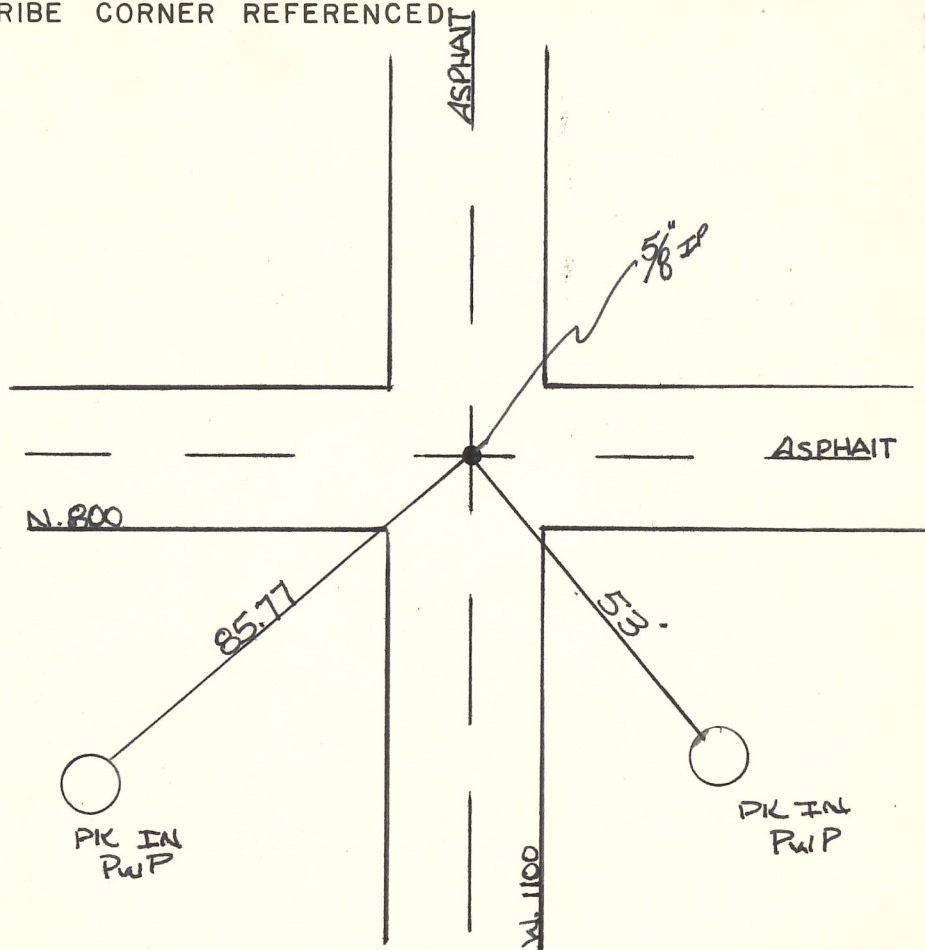 RIBE CORNER REFERENCED
ASPHALT
5/8" IP
ASPHALT
N. 800
85.77
53.
PK IN
PWP
PK IN
PWP
W. 1100